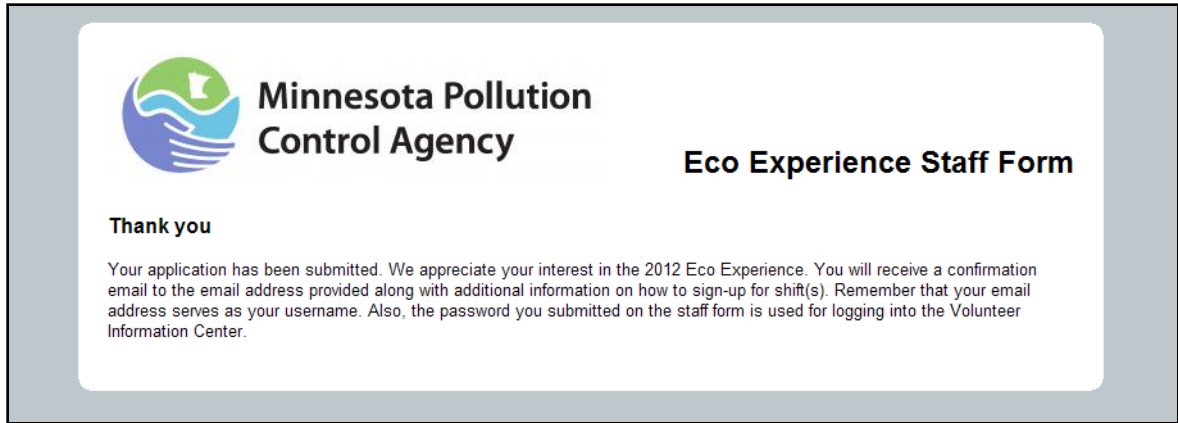 Minnesota Pollution
Control Agency
Eco Experience Staff Form
Thank you
Your application has been submitted. We appreciate your interest in the 2012 Eco Experience. You will receive a confirmation
email to the email address provided along with additional information on how to sign-up for shift(s). Remember that your email
address serves as your username. Also, the password you submitted on the staff form is used for logging into the Volunteer
Information Center.